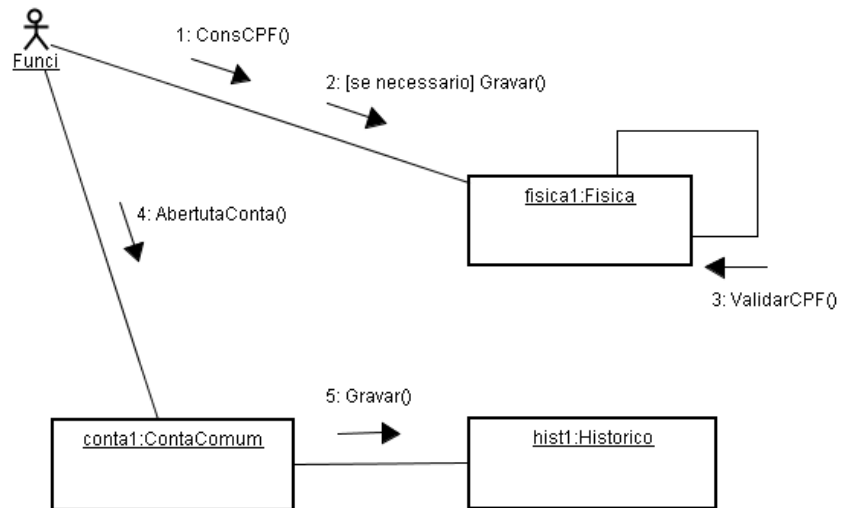 1: ConsCPF()
Funci
2: [se necessario] Gravar()
fisica1:Fisica
4: AbertutaConta()
3: ValidarCPF()
5: Gravar()
conta1:ContaComum
hist1:Historico